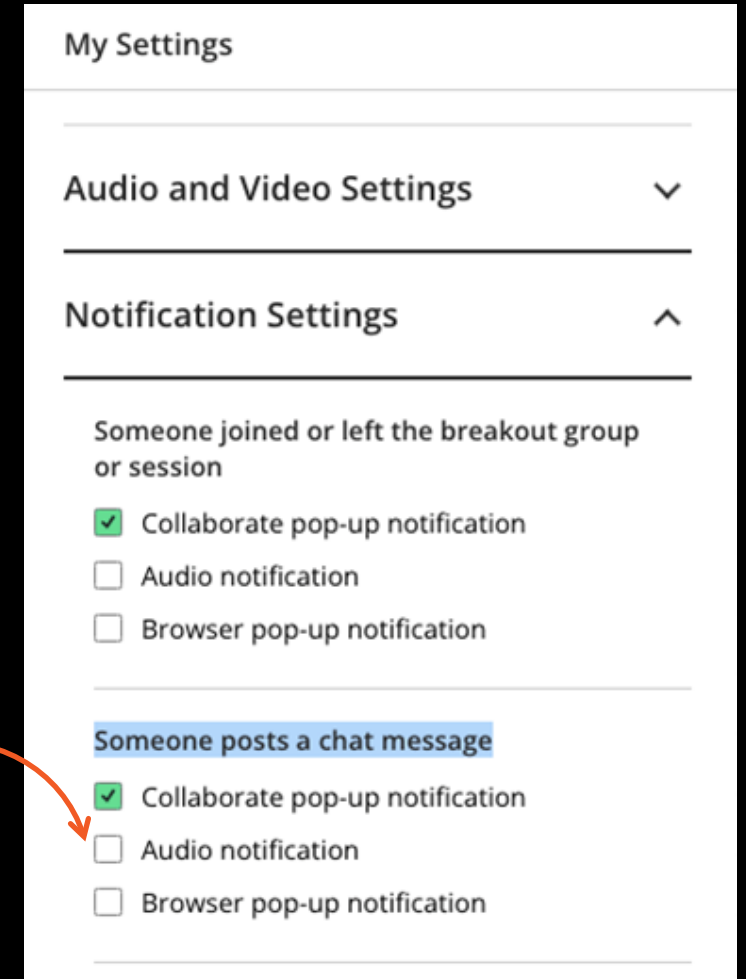 My Settings
Audio and Video Settings
Notification Settings
Someone joined or left the breakout group
or session
Collaborate pop-up notification
Audio notification
Browser pop-up notification
Someone posts a chat message
Collaborate pop-up notification
Audio notification
Browser pop-up notification